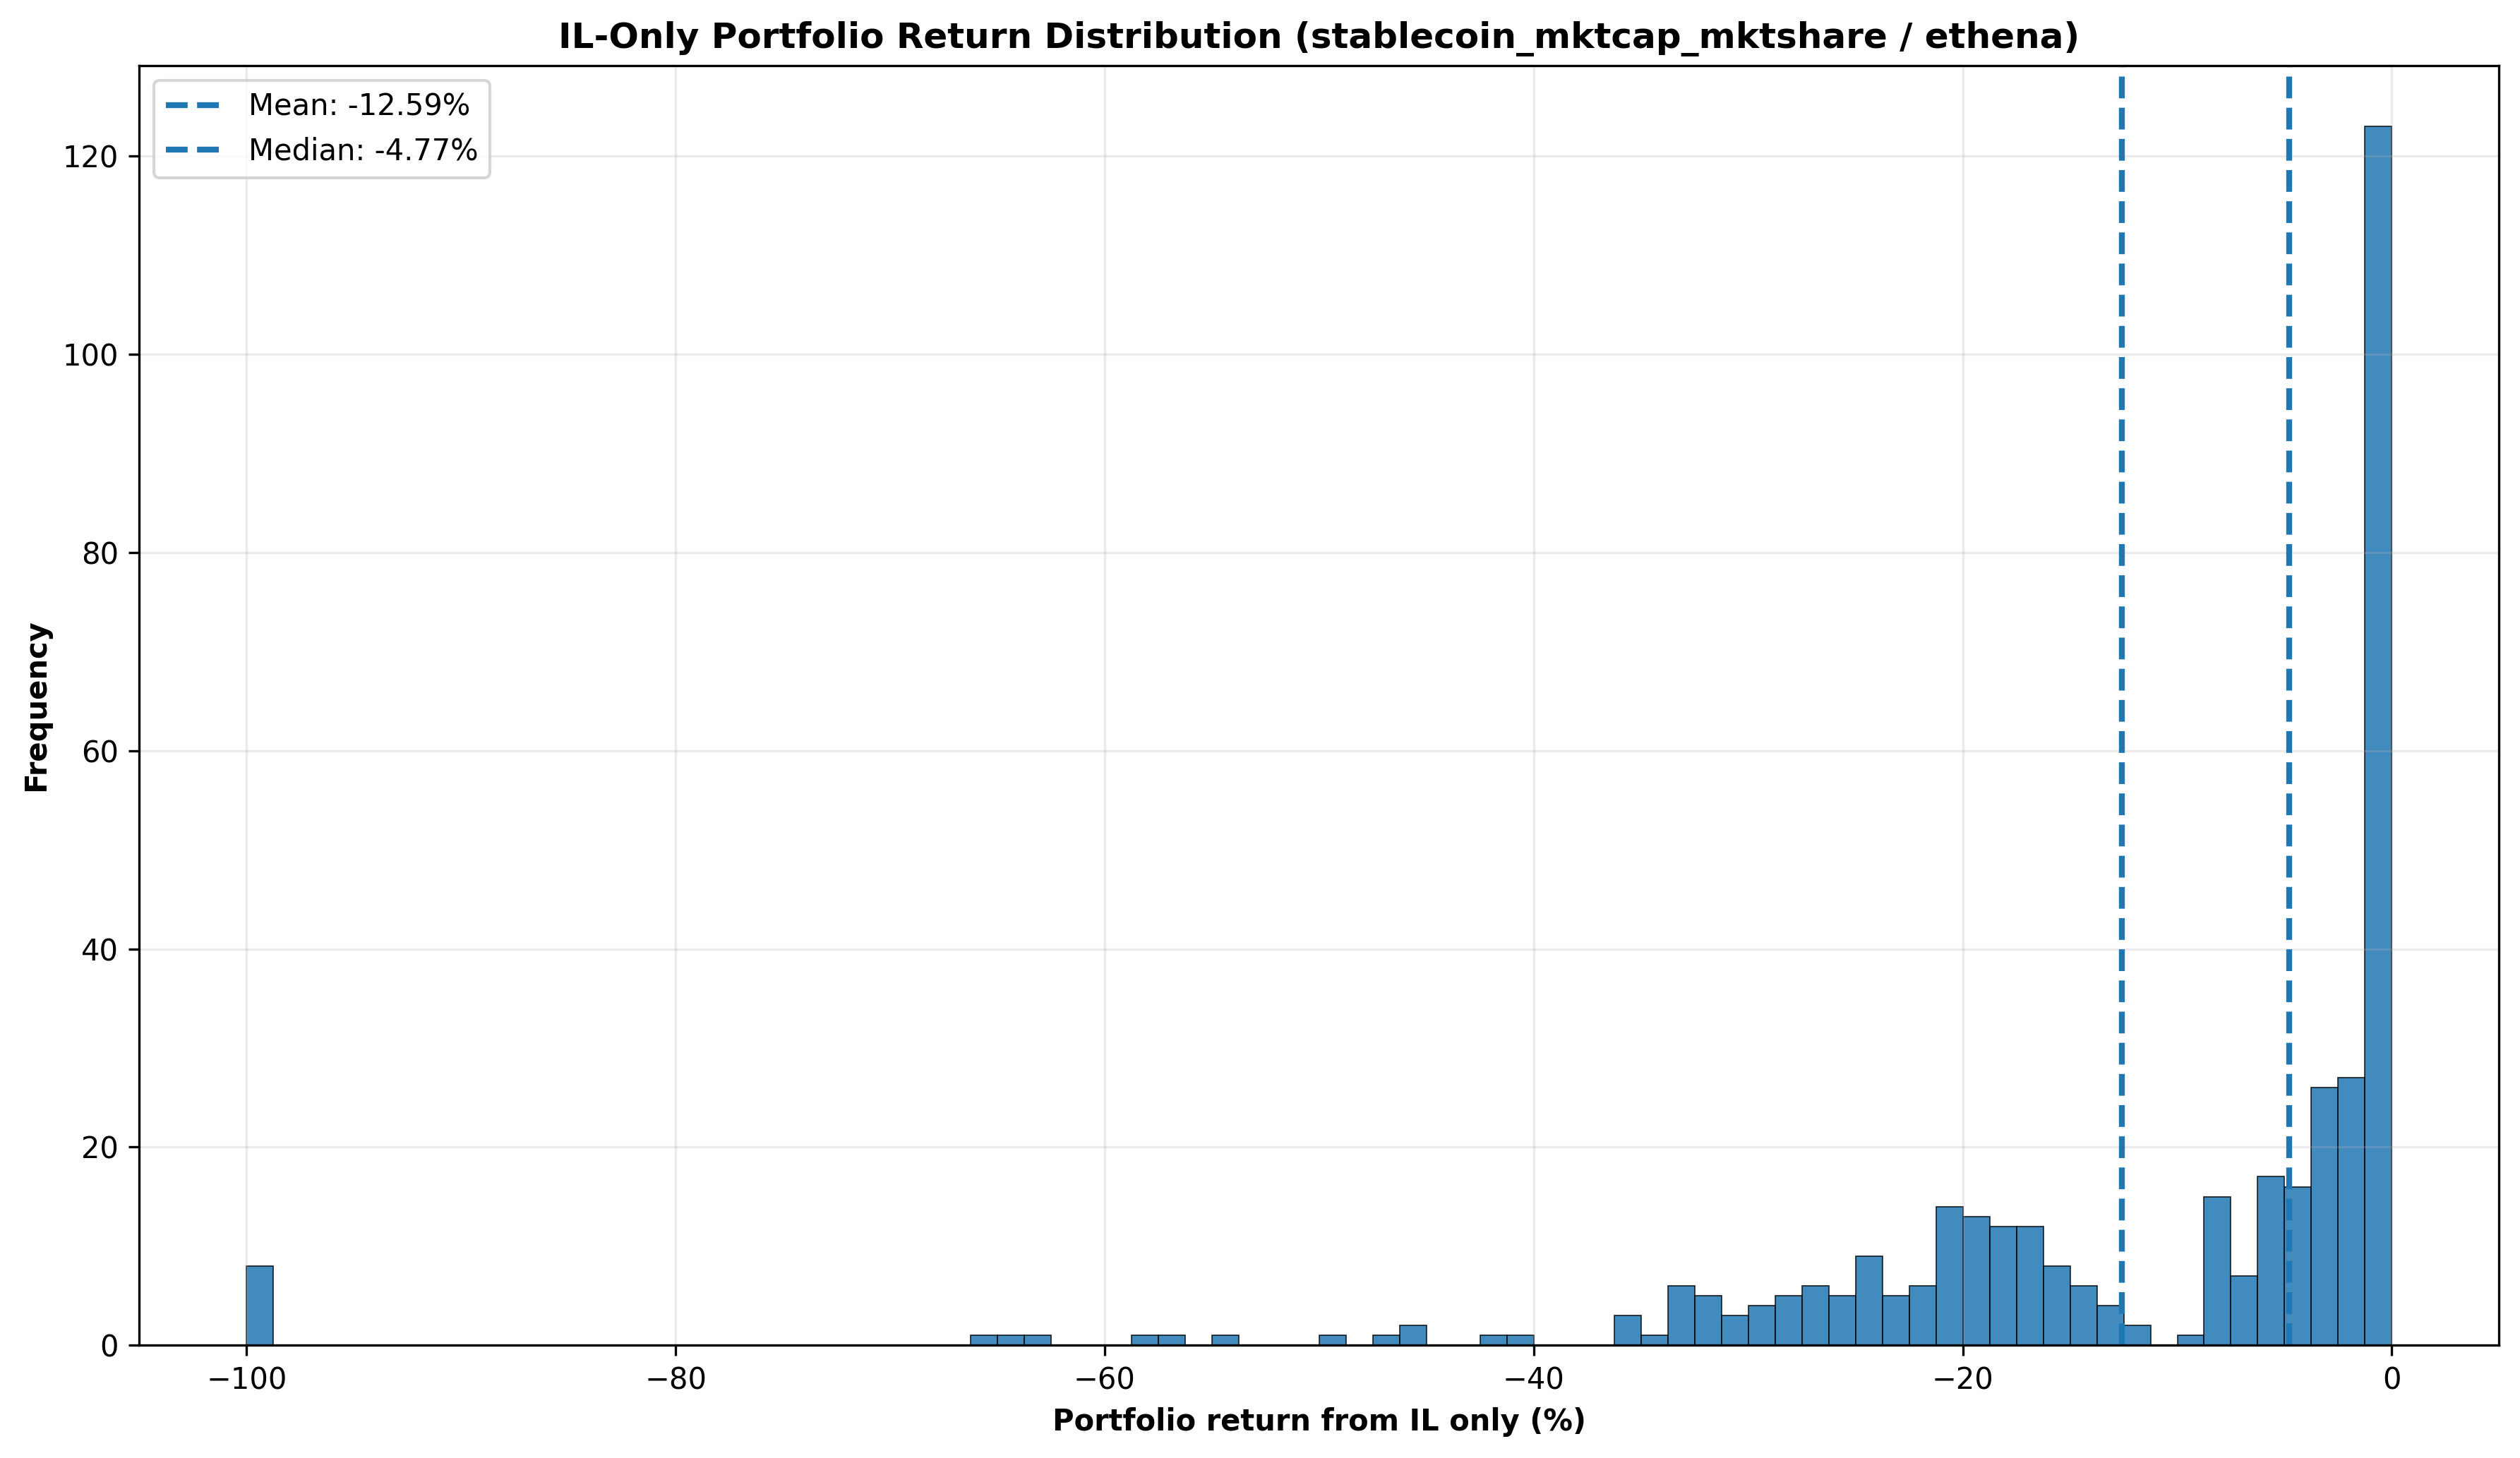 IL-Only Portfolio Return Distribution (stablecoin_mktcap_mktshare / ethena)
Mean: -12.59%
Median: -4.77%
120
100
80
60
40
20
0
Frequency
−100 −80 −60 −40 −20 0
Portfolio return from IL only (%)